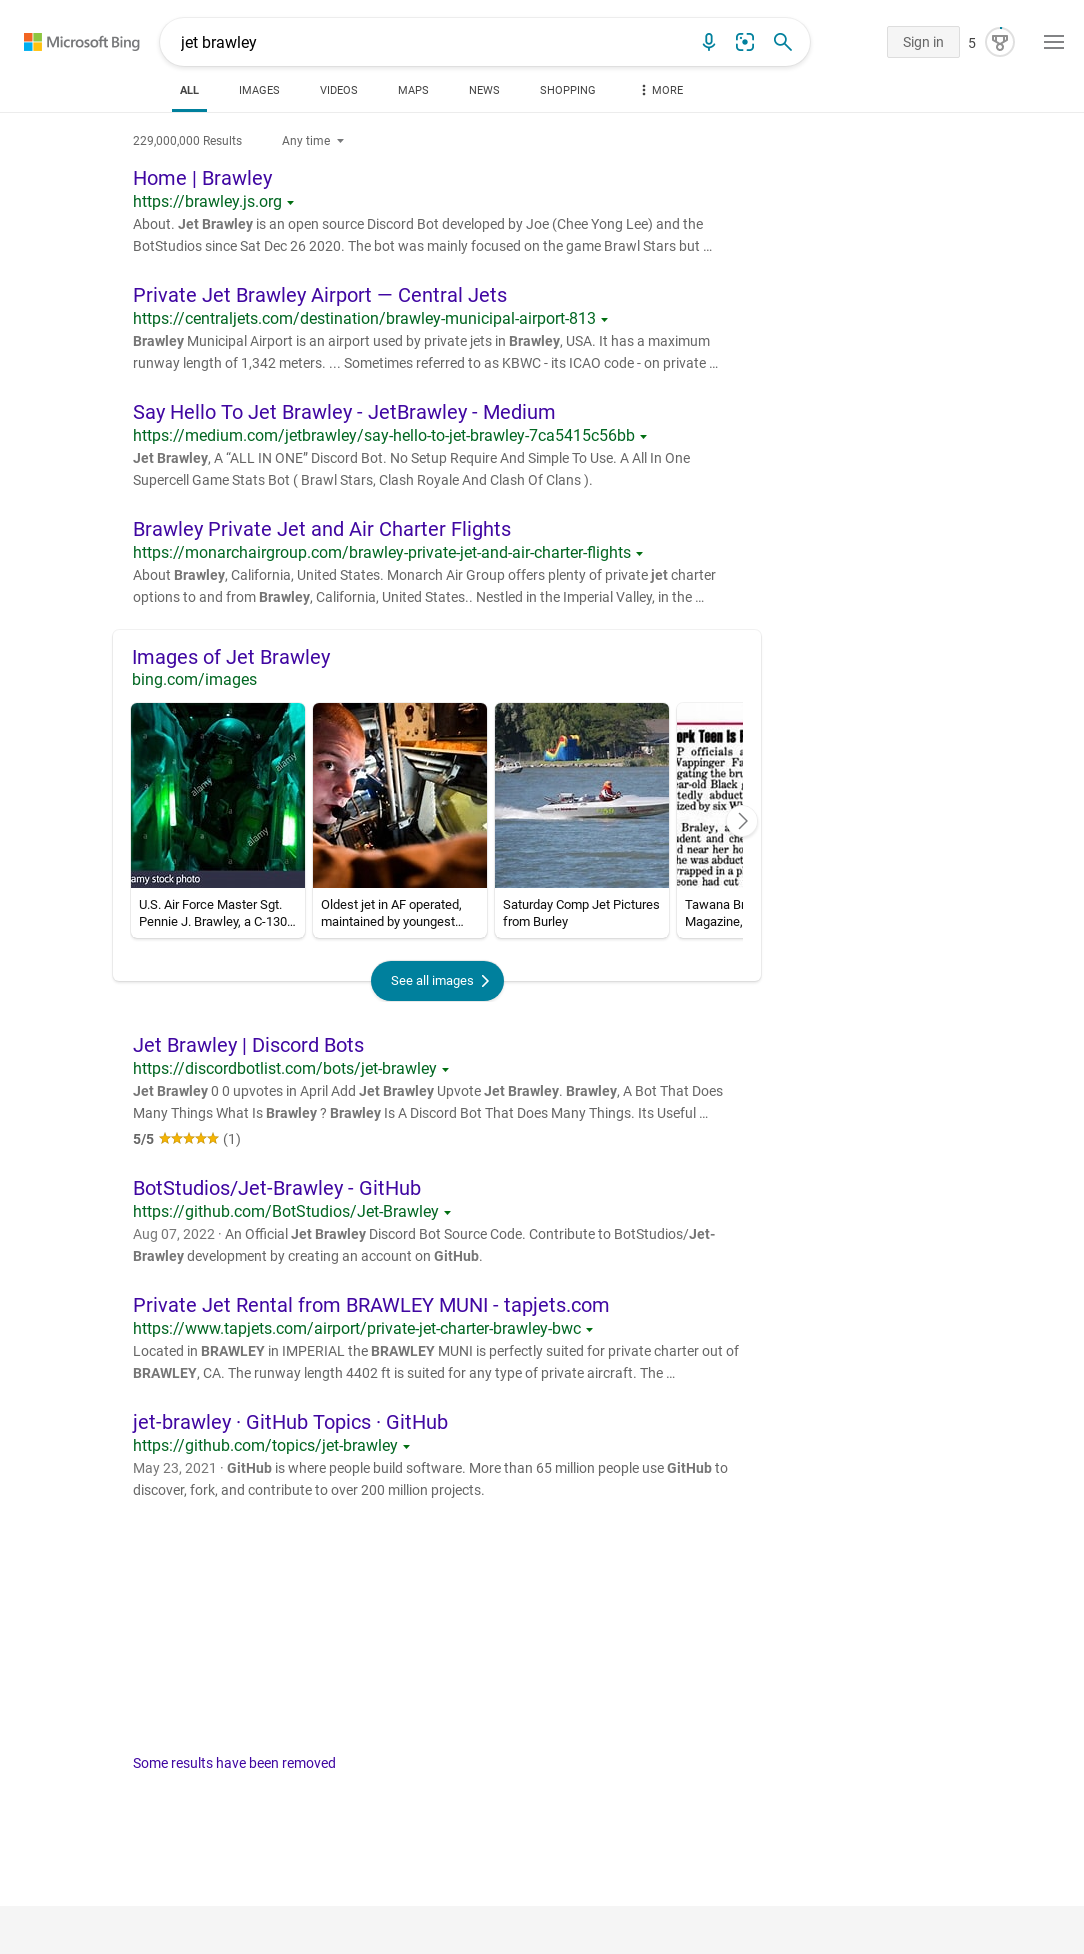 Microsoft Bing
jet brawley
Sign in
5
ALL
IMAGES
VIDEOS
MAPS
NEWS
SHOPPING
MORE
229,000,000 Results
Any time
Home | Brawley
https://brawley.js.org
About. Jet Brawley is an open source Discord Bot developed by Joe (Chee Yong Lee) and the
BotStudios since Sat Dec 26 2020. The bot was mainly focused on the game Brawl Stars but …
Private Jet Brawley Airport — Central Jets
https://centraljets.com/destination/brawley-municipal-airport-813
Brawley Municipal Airport is an airport used by private jets in Brawley, USA. It has a maximum
runway length of 1,342 meters. ... Sometimes referred to as KBWC - its ICAO code - on private …
Say Hello To Jet Brawley - JetBrawley - Medium
https://medium.com/jetbrawley/say-hello-to-jet-brawley-7ca5415c56bb
Jet Brawley, A “ALL IN ONE” Discord Bot. No Setup Require And Simple To Use. A All In One
Supercell Game Stats Bot ( Brawl Stars, Clash Royale And Clash Of Clans ).
Brawley Private Jet and Air Charter Flights
https://monarchairgroup.com/brawley-private-jet-and-air-charter-flights
About Brawley, California, United States. Monarch Air Group offers plenty of private jet charter
options to and from Brawley, California, United States.. Nestled in the Imperial Valley, in the …
Images of Jet Brawley
bing.com/images
alamy
alamy
alamy
amy stock photo
ork Teen Is
P officials a
Wappinger Fa
gating the bru
ear-old Black g
tedly abduct
ized by six W
Braley, a
udent and che
d near her ho
he was abduct
wrapped in a pl
eone had cut
U.S. Air Force Master Sgt.
Pennie J. Brawley, a C-130…
Oldest jet in AF operated,
maintained by youngest…
Saturday Comp Jet Pictures
from Burley
Tawana Br
Magazine,
See all images
Jet Brawley | Discord Bots
https://discordbotlist.com/bots/jet-brawley
Jet Brawley 0 0 upvotes in April Add Jet Brawley Upvote Jet Brawley. Brawley, A Bot That Does
Many Things What Is Brawley ? Brawley Is A Discord Bot That Does Many Things. Its Useful …
5/5 ★★★★★ (1)
BotStudios/Jet-Brawley - GitHub
https://github.com/BotStudios/Jet-Brawley
Aug 07, 2022 · An Official Jet Brawley Discord Bot Source Code. Contribute to BotStudios/Jet-
Brawley development by creating an account on GitHub.
Private Jet Rental from BRAWLEY MUNI - tapjets.com
https://www.tapjets.com/airport/private-jet-charter-brawley-bwc
Located in BRAWLEY in IMPERIAL the BRAWLEY MUNI is perfectly suited for private charter out of
BRAWLEY, CA. The runway length 4402 ft is suited for any type of private aircraft. The …
jet-brawley · GitHub Topics · GitHub
https://github.com/topics/jet-brawley
May 23, 2021 · GitHub is where people build software. More than 65 million people use GitHub to
discover, fork, and contribute to over 200 million projects.
Some results have been removed